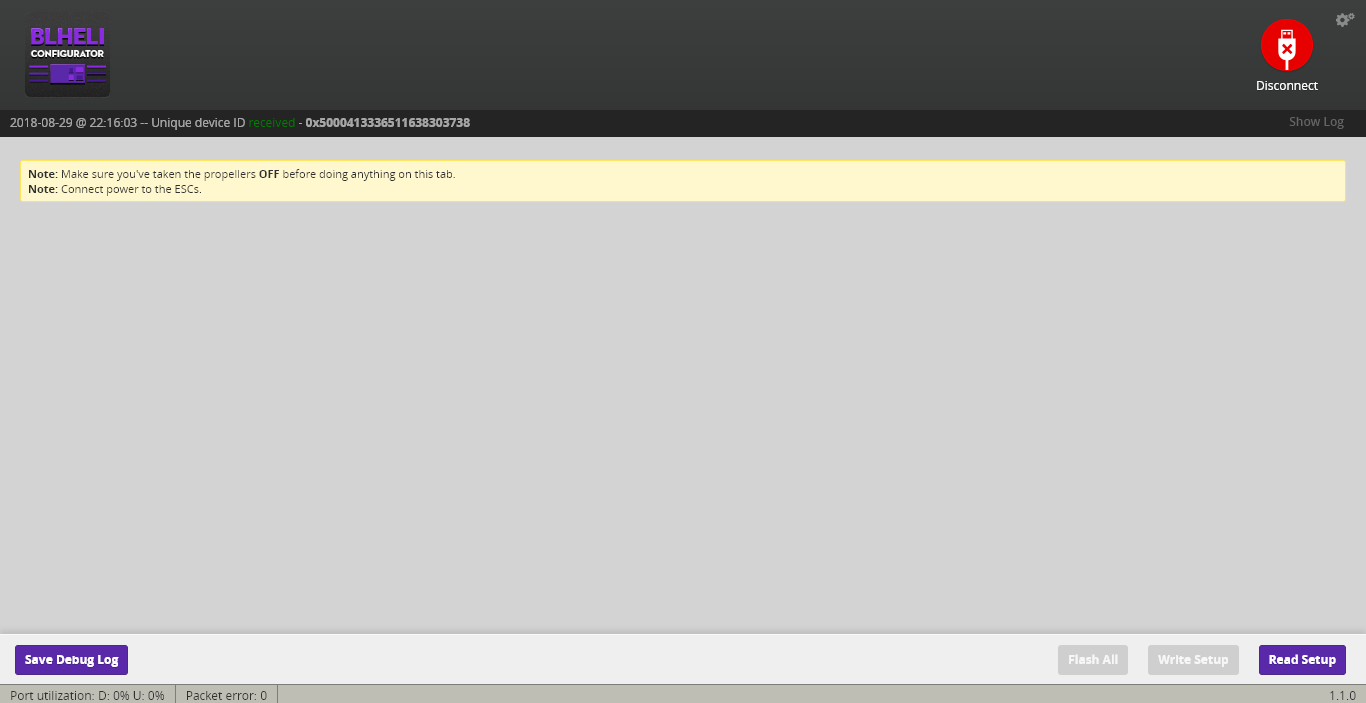 BLHELI
CONFIGURATOR
Disconnect
2018-08-29 @ 22:16:03 -- Unique device ID received - 0x5000413336511638303738
Show Log
Note: Make sure you've taken the propellers OFF before doing anything on this tab.
Note: Connect power to the ESCs.
Save Debug Log
Flash All
Write Setup
Read Setup
Port utilization: D: 0% U: 0%
Packet error: 0
1.1.0